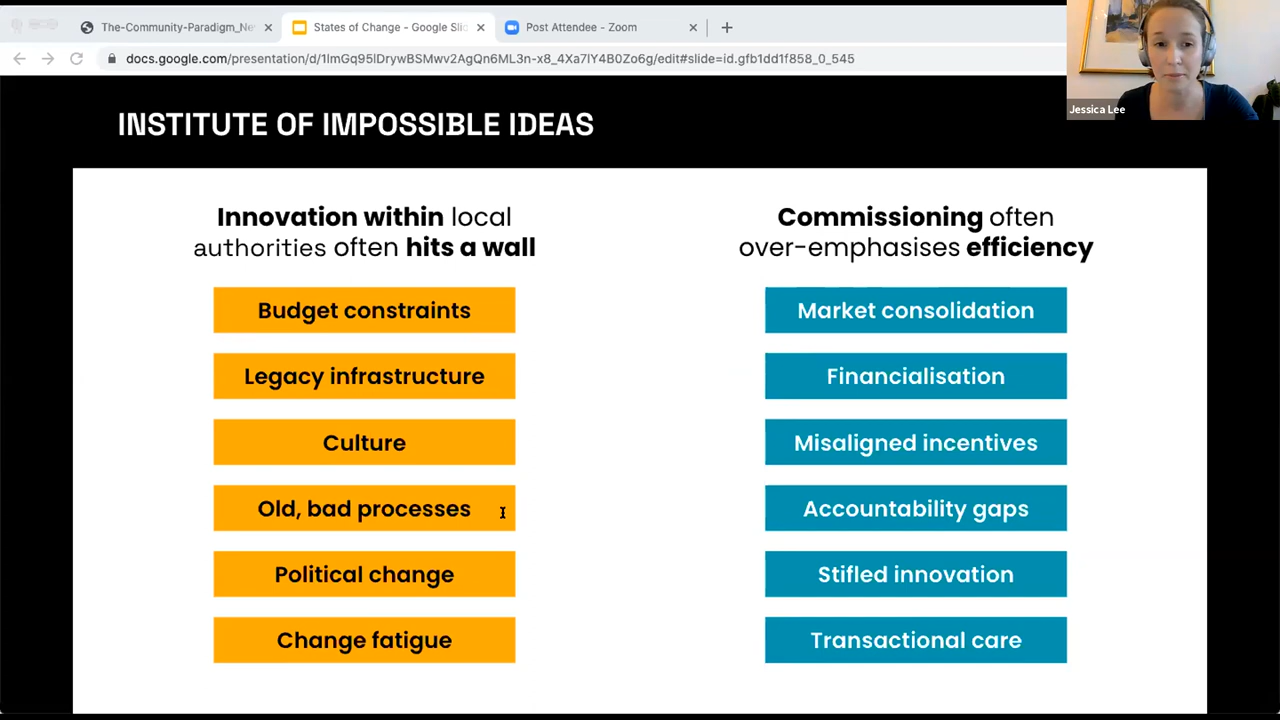 The-Community-Paradigm_Ne
States of Change - Google Slid
Post Attendee - Zoom
docs.google.com/presentation/d/1lmGq95lDrywBSMwv2AgQn6ML3n-x8_4Xa7lY4B0Zo6g/edit#slide=id.gfb1dd1f858_0_545
Jessica Lee
INSTITUTE OF IMPOSSIBLE IDEAS
Innovation within local
authorities often hits a wall
Budget constraints
Legacy infrastructure
Culture
Old, bad processes
Political change
Change fatigue
Commissioning often
over-emphasises efficiency
Market consolidation
Financialisation
Misaligned incentives
Accountability gaps
Stifled innovation
Transactional care